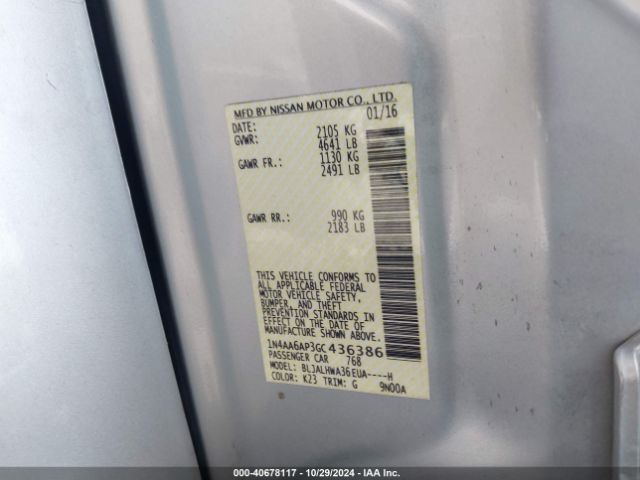 MFD BY NISSAN MOTOR CO., LTD.
DATE: 01/16
GVWR: 2105 KG
4641 LB
GAWR FR.: 1130 KG
2491 LB
GAWR RR.: 990 KG
2183 LB
THIS VEHICLE CONFORMS TO
ALL APPLICABLE FEDERAL
MOTOR VEHICLE SAFETY,
BUMPER, AND THEFT
PREVENTION STANDARDS IN
EFFECT ON THE DATE OF
MANUFACTURE SHOWN ABOVE.
1N4AA6AP3GC436386
PASSENGER CAR 768
MODEL: BLJALHWA36EUA----H
COLOR: K23 TRIM: G 9N00A
000-40678117 - 10/29/2024 - IAA Inc.